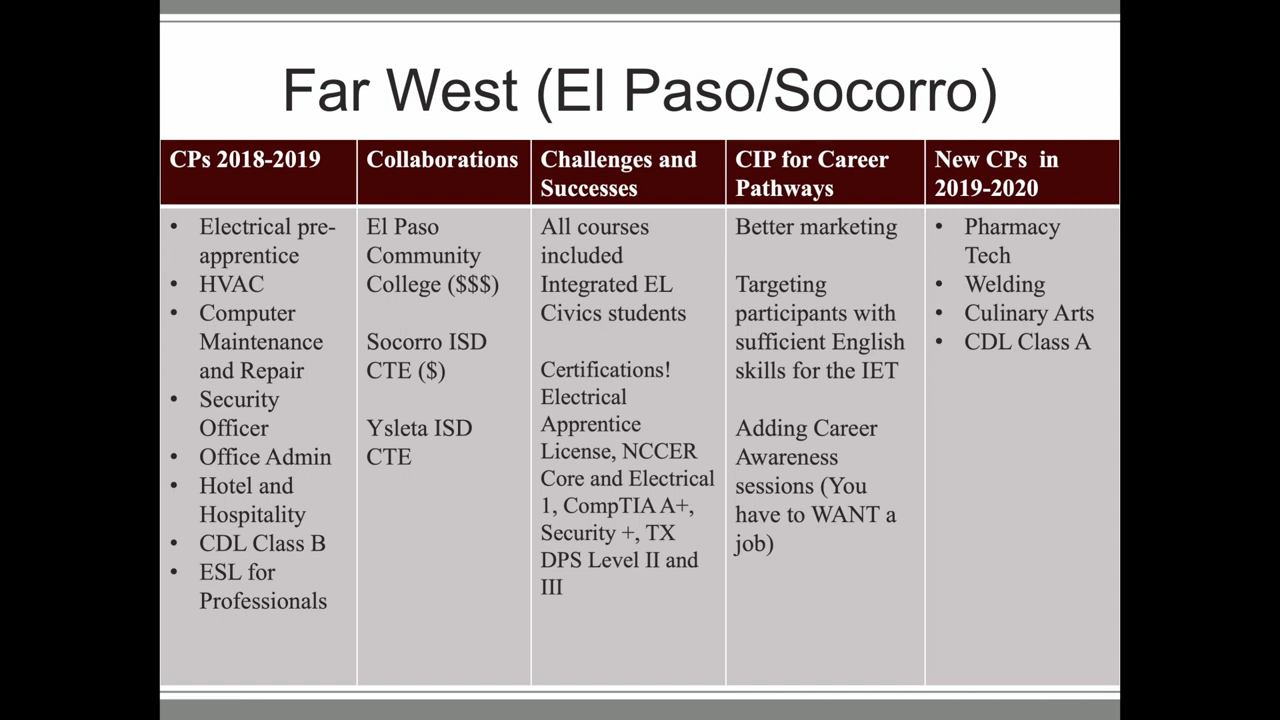 Far West (El Paso/Socorro)
CPs 2018-2019
Collaborations
Challenges and
Successes
CIP for Career
Pathways
New CPs in
2019-2020
• Electrical pre-
apprentice
• HVAC
• Computer
Maintenance
and Repair
• Security
Officer
• Office Admin
• Hotel and
Hospitality
• CDL Class B
• ESL for
Professionals
El Paso
Community
College ($$$)
Socorro ISD
CTE ($)
Ysleta ISD
CTE
All courses
included
Integrated EL
Civics students
Certifications!
Electrical
Apprentice
License, NCCER
Core and Electrical
1, CompTIA A+,
Security +, TX
DPS Level II and
III
Better marketing
Targeting
participants with
sufficient English
skills for the IET
Adding Career
Awareness
sessions (You
have to WANT a
job)
• Pharmacy
Tech
• Welding
• Culinary Arts
• CDL Class A